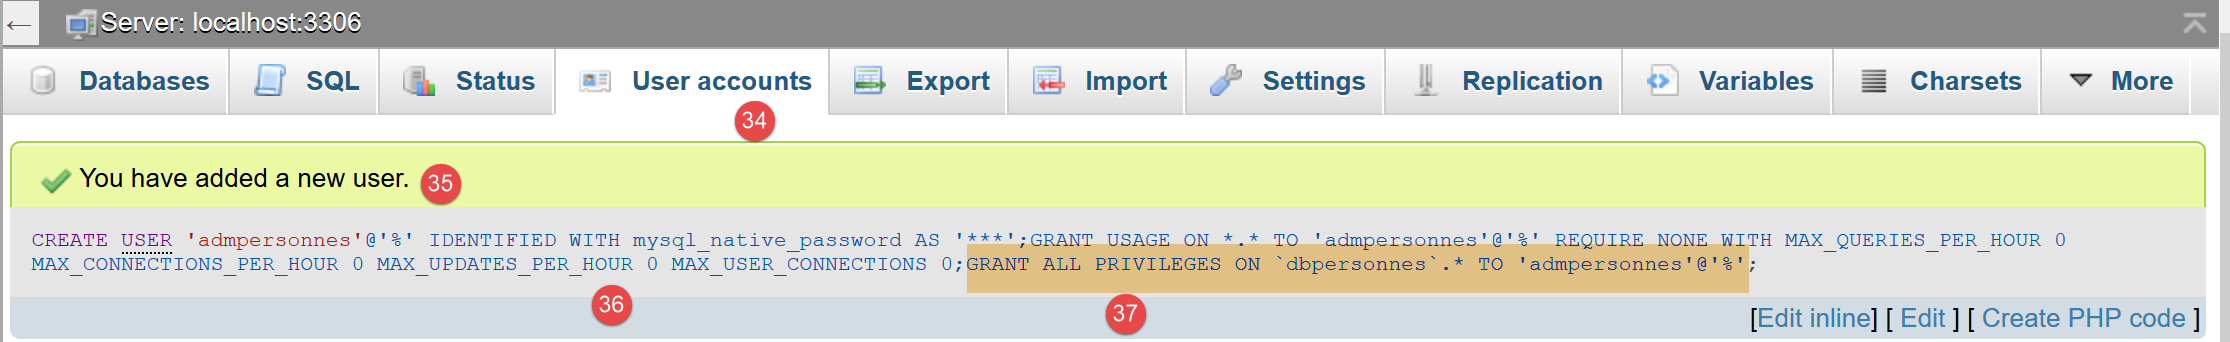 ← Server: localhost:3306
Databases SQL Status User accounts Export Import Settings Replication Variables Charsets More
34
You have added a new user. 35
CREATE USER 'admpersonnes'@'%' IDENTIFIED WITH mysql_native_password AS '***';GRANT USAGE ON *.* TO 'admpersonnes'@'%' REQUIRE NONE WITH MAX_QUERIES_PER_HOUR 0
MAX_CONNECTIONS_PER_HOUR 0 MAX_UPDATES_PER_HOUR 0 MAX_USER_CONNECTIONS 0;GRANT ALL PRIVILEGES ON `dbpersonnes`.* TO 'admpersonnes'@'%';
36 37
[Edit inline] [ Edit ] [ Create PHP code ]